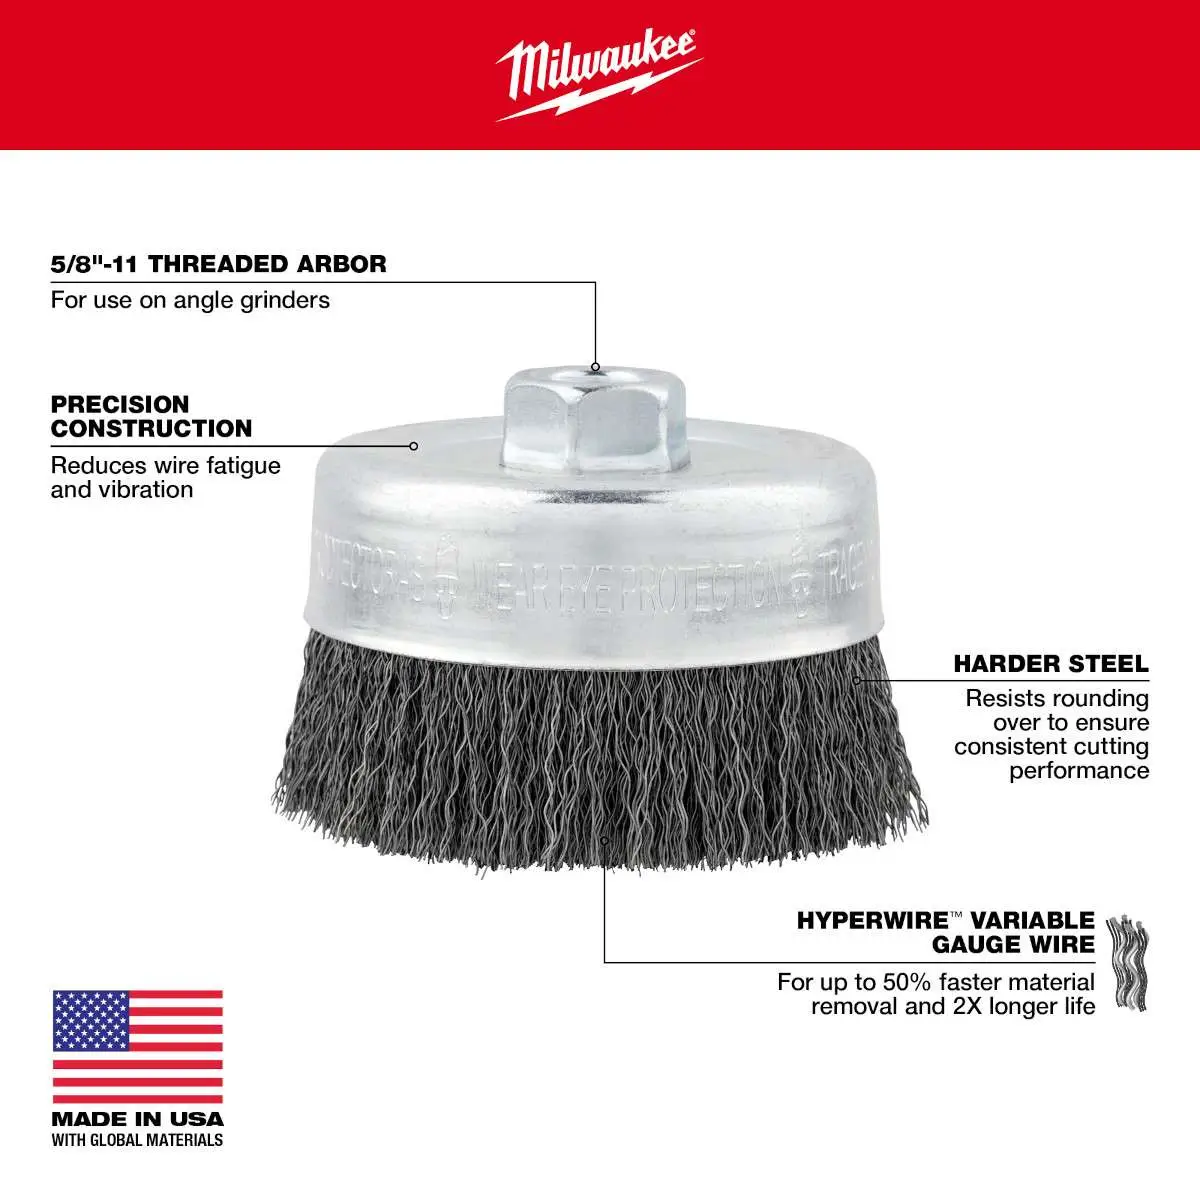 Milwaukee®
5/8"-11 THREADED ARBOR
For use on angle grinders
PRECISION
CONSTRUCTION
Reduces wire fatigue
and vibration
WEAR EYE PROTECTION
HARDER STEEL
Resists rounding
over to ensure
consistent cutting
performance
HYPERWIRE™ VARIABLE
GAUGE WIRE
For up to 50% faster material
removal and 2X longer life
MADE IN USA
WITH GLOBAL MATERIALS